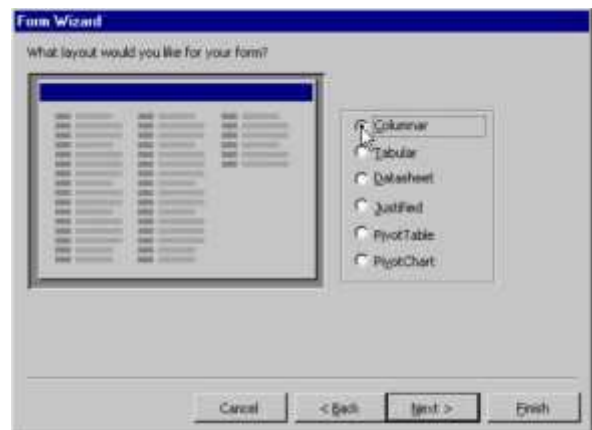 Form Wizard
What layout would you like for your form?
Columnar
Tabular
Datasheet
Justified
PivotTable
PivotChart
Cancel
< Back
Next >
Finish